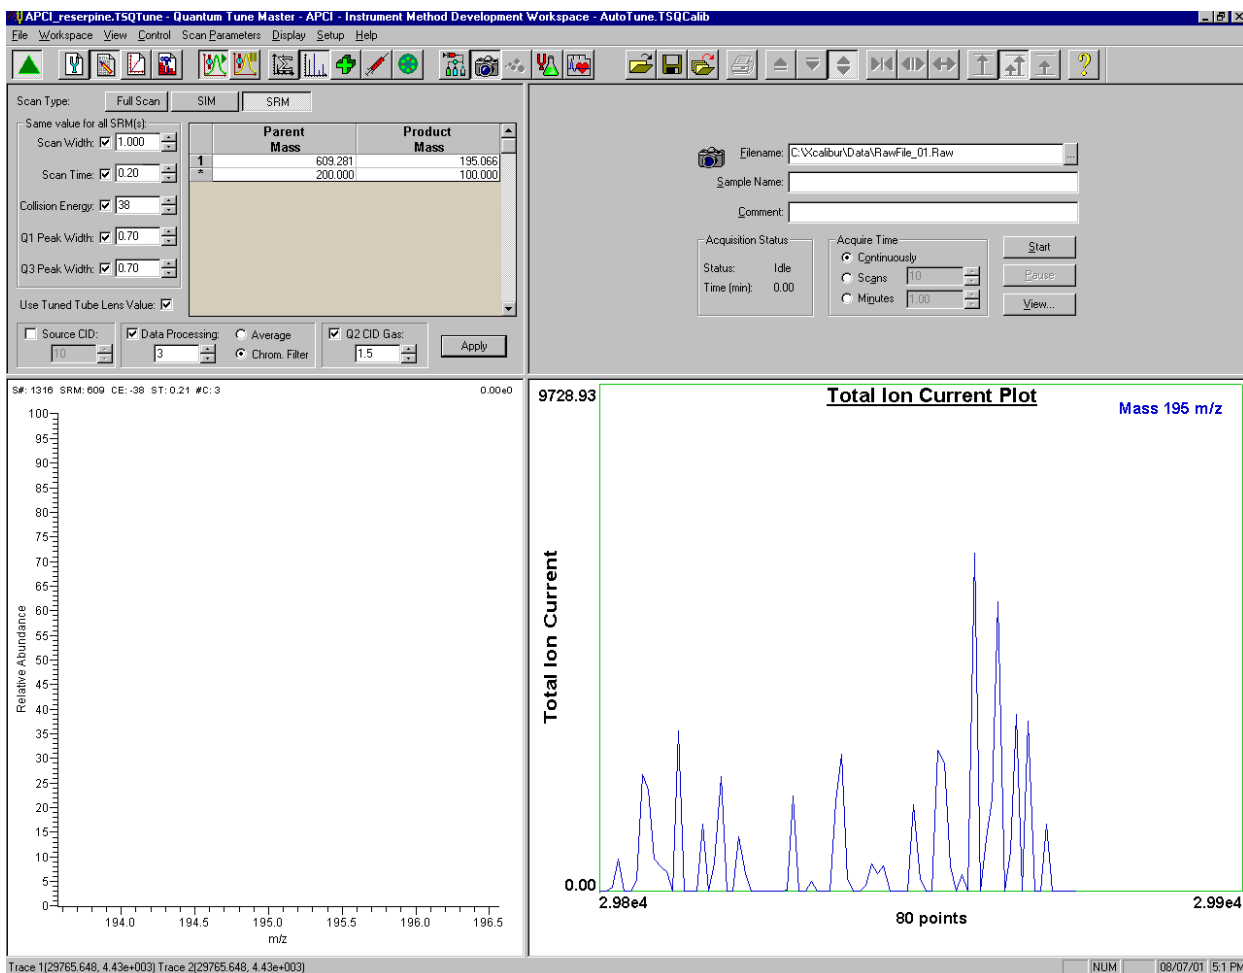 APCI_reserpine.TSQTune - Quantum Tune Master - APCI - Instrument Method Development Workspace - AutoTune.TSQCalib
File Workspace View Control Scan Parameters Display Setup Help
Scan Type: Full Scan SIM SRM
Same value for all SRM(s):
Scan Width: 1.000
Scan Time: 0.20
Collision Energy: 38
Q1 Peak Width: 0.70
Q3 Peak Width: 0.70
Use Tuned Tube Lens Value:
Parent Mass Product Mass
1 609.281 195.066
* 200.000 100.000
Source CID: 10
Data Processing: 3
Average
Chrom. Filter
Q2 CID Gas: 1.5
Apply
Filename: C:\Xcalibur\Data\RawFile_01.Raw ...
Sample Name:
Comment:
Acquisition Status
Status: Idle
Time (min): 0.00
Acquire Time
Continuously
Scans 10
Minutes 1.00
Start
Pause
View...
S#: 1316 SRM: 609 CE: -38 ST: 0.21 #C: 3 0.00e0
100
95
90
85
80
75
70
65
60
55
50
45
40
35
30
25
20
15
10
5
0
Relative Abundance
194.0 194.5 195.0 195.5 196.0 196.5
m/z
9728.93
Total Ion Current Plot
Mass 195 m/z
Total Ion Current
0.00
2.98e4 2.99e4
80 points
Trace 1(29765.648, 4.43e+003) Trace 2(29765.648, 4.43e+003)
NUM 08/07/01 5:1 PM